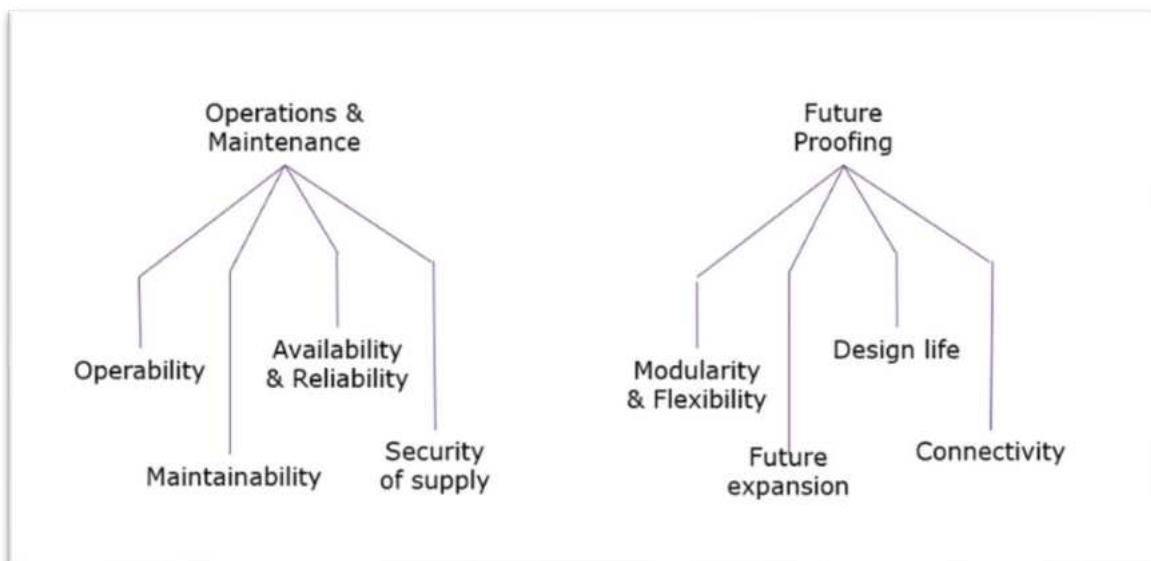 Operations &
Maintenance
Operability
Maintainability
Availability
& Reliability
Security
of supply
Future
Proofing
Modularity
& Flexibility
Future
expansion
Design life
Connectivity